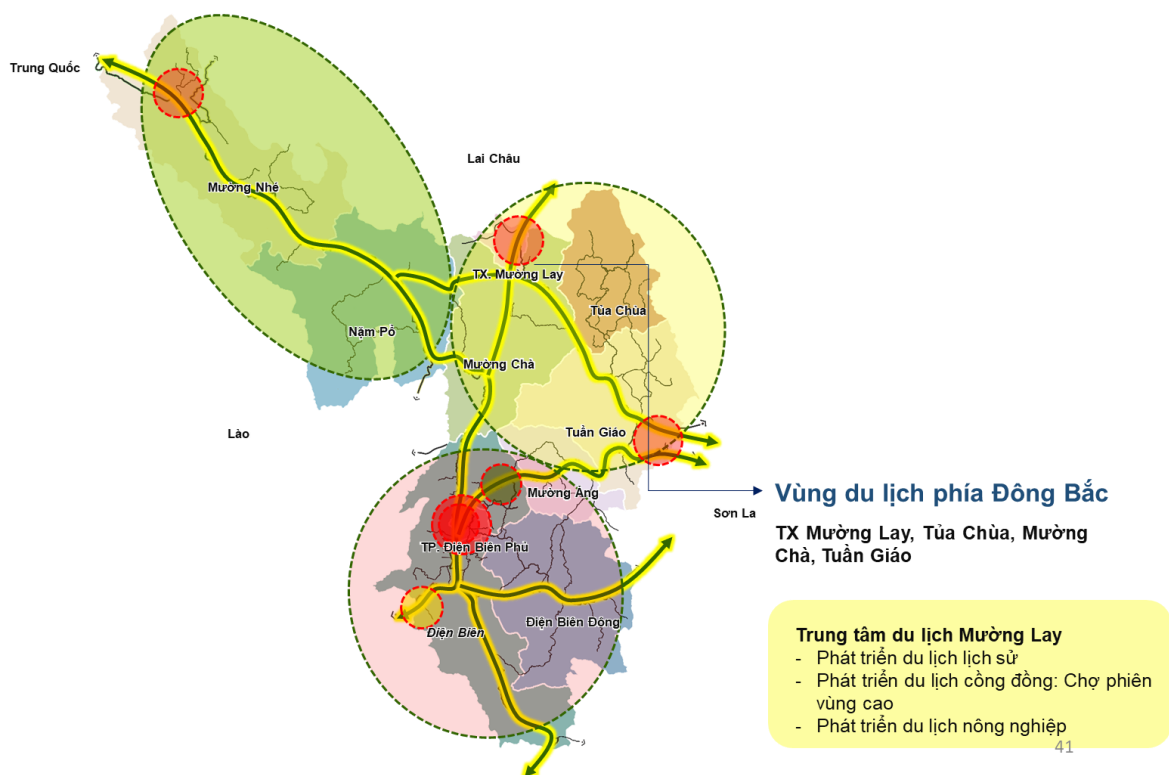 Trung Quốc
Lai Châu
Mường Nhé
TX. Mường Lay
Tủa Chùa
Nặm Pồ
Mường Chà
Lào
Tuần Giáo
Mường Ảng
Sơn La
TP. Điện Biên Phủ
Điện Biên Đông
Điện Biên
Vùng du lịch phía Đông Bắc
TX Mường Lay, Tủa Chùa, Mường
Chà, Tuần Giáo
Trung tâm du lịch Mường Lay
- Phát triển du lịch lịch sử
- Phát triển du lịch cồng đồng: Chợ phiên
vùng cao
- Phát triển du lịch nông nghiệp
41